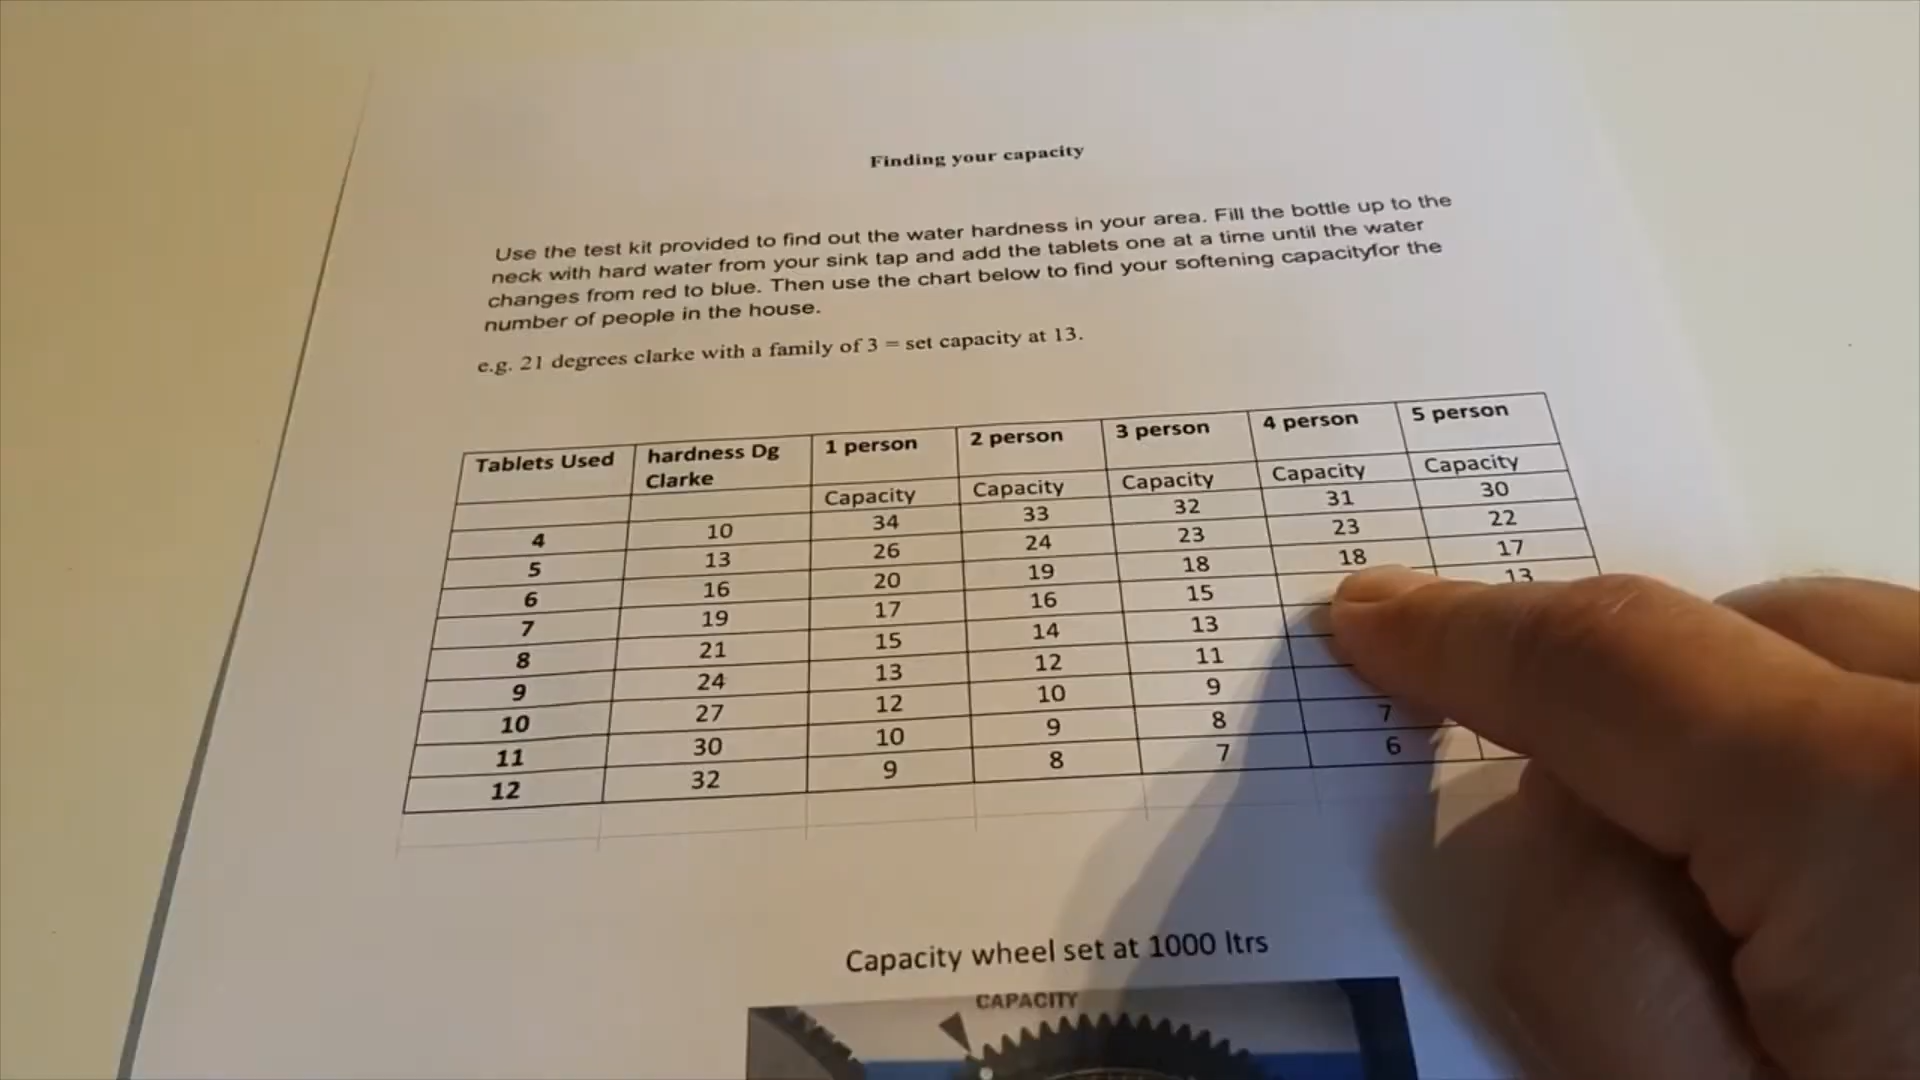 Finding your capacity
Use the test kit provided to find out the water hardness in your area. Fill the bottle up to the
neck with hard water from your sink tap and add the tablets one at a time until the water
changes from red to blue. Then use the chart below to find your softening capacityfor the
number of people in the house.
e.g. 21 degrees clarke with a family of 3 = set capacity at 13.
Tablets Used hardness Dg Clarke 1 person 2 person 3 person 4 person 5 person
Capacity Capacity Capacity Capacity Capacity
4 10 34 33 32 31 30
5 13 26 24 23 23 22
6 16 20 19 18 18 17
7 19 17 16 15 13
8 21 15 14 13
9 24 13 12 11
10 27 12 10 9
11 30 10 9 8 7
12 32 9 8 7 6
Capacity wheel set at 1000 ltrs
CAPACITY